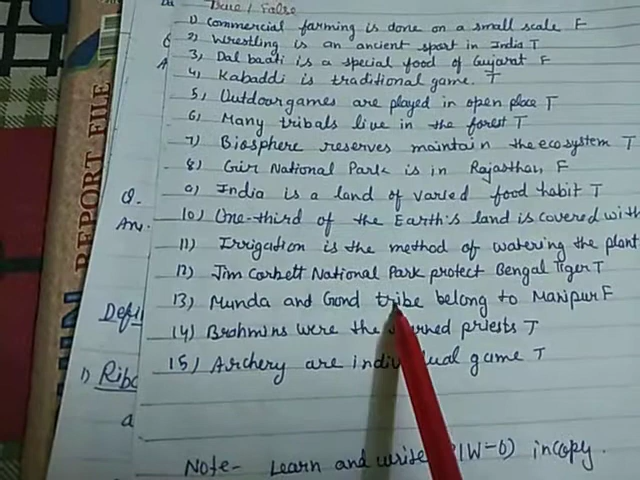 True / False
1) Commercial farming is done on a small scale F
2) Wrestling is an ancient sport in India T
3) Dal baati is a special food of Gujarat F
4) Kabaddi is traditional game. T
5) Outdoor games are played in open place T
6) Many tribals live in the forest T
7) Biosphere reserves maintain the ecosystem T
8) Gir National Park is in Rajasthan, F
9) India is a land of varied food habit T
10) One-third of the Earth's land is covered with
11) Irrigation is the method of watering the plant
12) Jim Corbett National Park protect Bengal Tiger T
13) Munda and Gond tribe belong to Manipur F
14) Brohmins were the priests T
15) Archery are individual game T
Note- Learn and write (W-6) in copy.
REPORT FILE
Q.
Ans.
Defi
1) Ribo
a